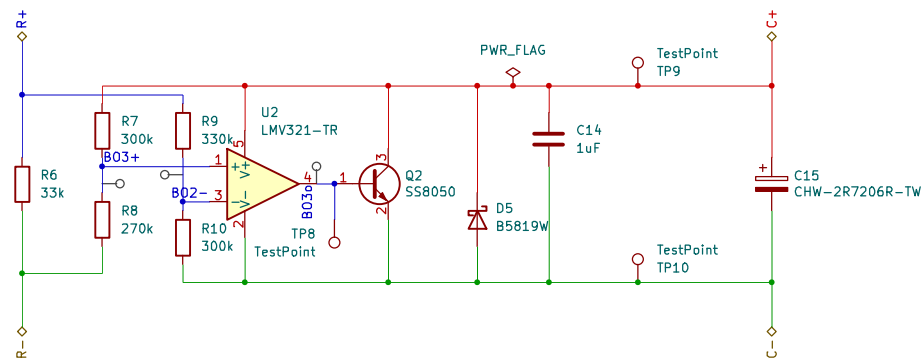 R+
C+
PWR_FLAG
TestPoint
TP9
U2
LMV321-TR
R7
300k
R9
330k
5
V+
C14
1uF
BO3+
1
+
3
Q2
SS8050
R6
33k
4
1
+
C15
CHW-2R7206R-TW
BO2-
3
-
V-
BO3o
2
2
R8
270k
D5
B5819W
R10
300k
TP8
TestPoint
TestPoint
TP10
R-
C-